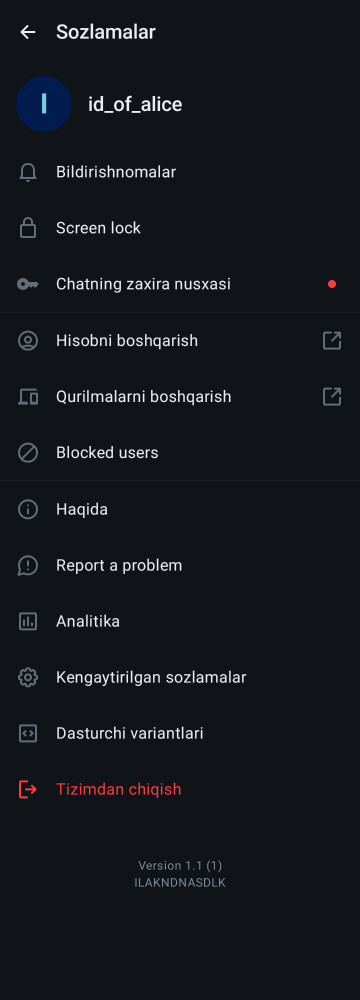 Sozlamalar
I
id_of_alice
Bildirishnomalar
Screen lock
Chatning zaxira nusxasi
Hisobni boshqarish
Qurilmalarni boshqarish
Blocked users
Haqida
Report a problem
Analitika
Kengaytirilgan sozlamalar
Dasturchi variantlari
Tizimdan chiqish
Version 1.1 (1)
ILAKNDNASDLK